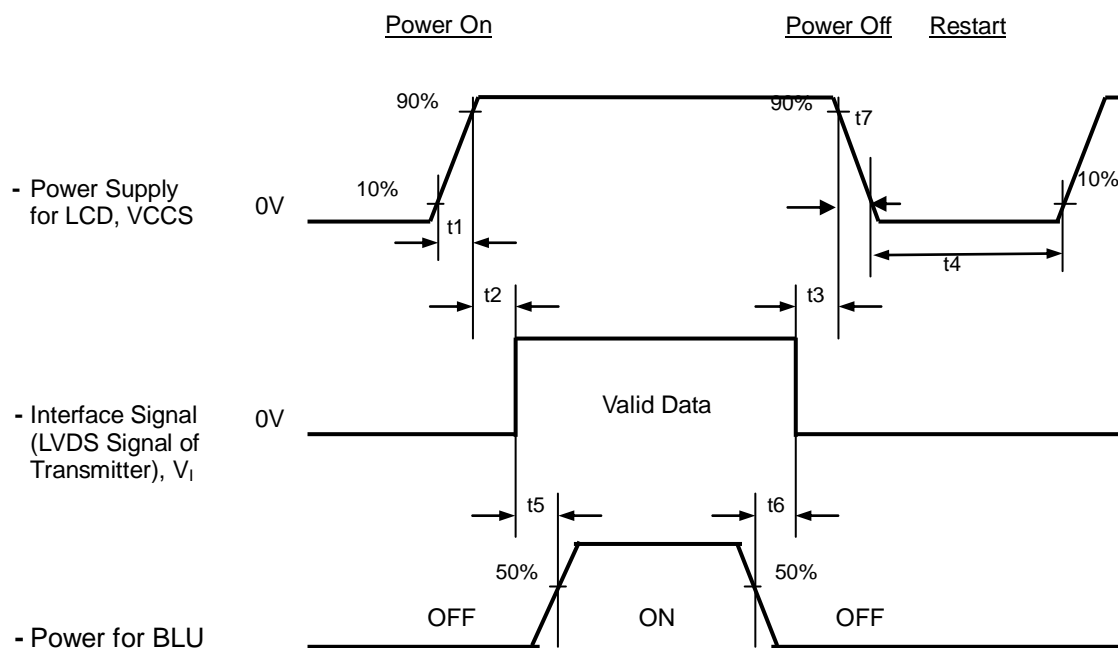 Power On
Power Off
Restart
90%
90%
t7
- Power Supply
for LCD, VCCS
0V
10%
10%
t1
t4
t2
t3
- Interface Signal
(LVDS Signal of
Transmitter), VI
0V
Valid Data
t5
t6
50%
50%
- Power for BLU
OFF
ON
OFF